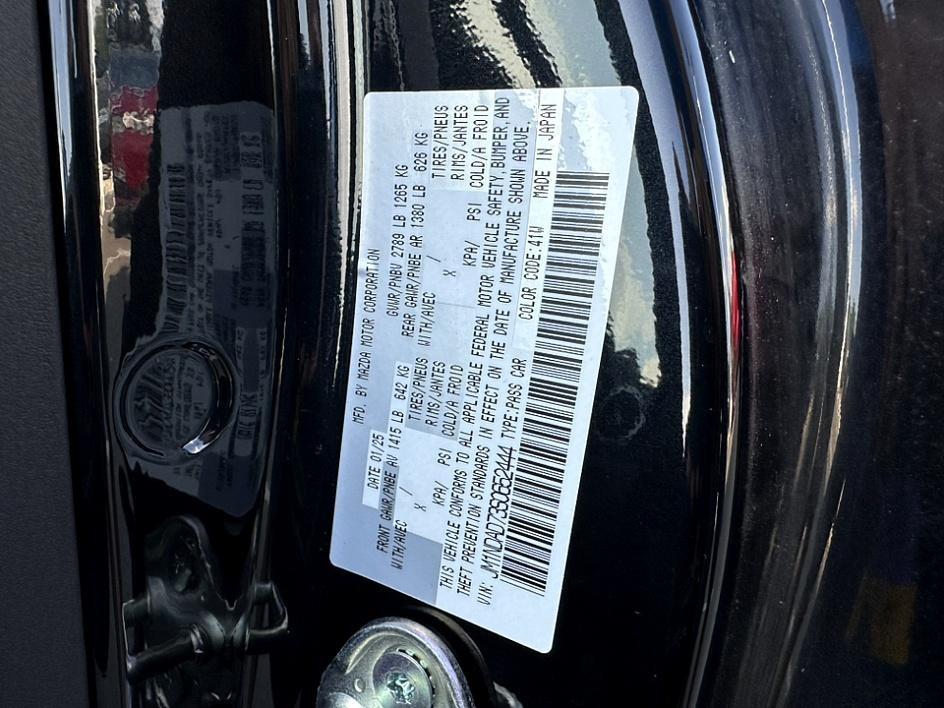 MFD. BY MAZDA MOTOR CORPORATION
DATE 01/25 GVWR/PNBV 2789 LB 1265 KG
FRONT GAWR/PNBE AV 1415 LB 642 KG REAR GAWR/PNBE AR 1380 LB 626 KG
WITH/AVEC / TIRES/PNEUS WITH/AVEC / TIRES/PNEUS
X RIMS/JANTES X RIMS/JANTES
KPA/ PSI COLD/A FROID KPA/ PSI COLD/A FROID
THIS VEHICLE CONFORMS TO ALL APPLICABLE FEDERAL MOTOR VEHICLE SAFETY, BUMPER, AND
THEFT PREVENTION STANDARDS IN EFFECT ON THE DATE OF MANUFACTURE SHOWN ABOVE.
VIN: JM1NDAD73S0652444 TYPE:PASS CAR COLOR CODE:41W MADE IN JAPAN